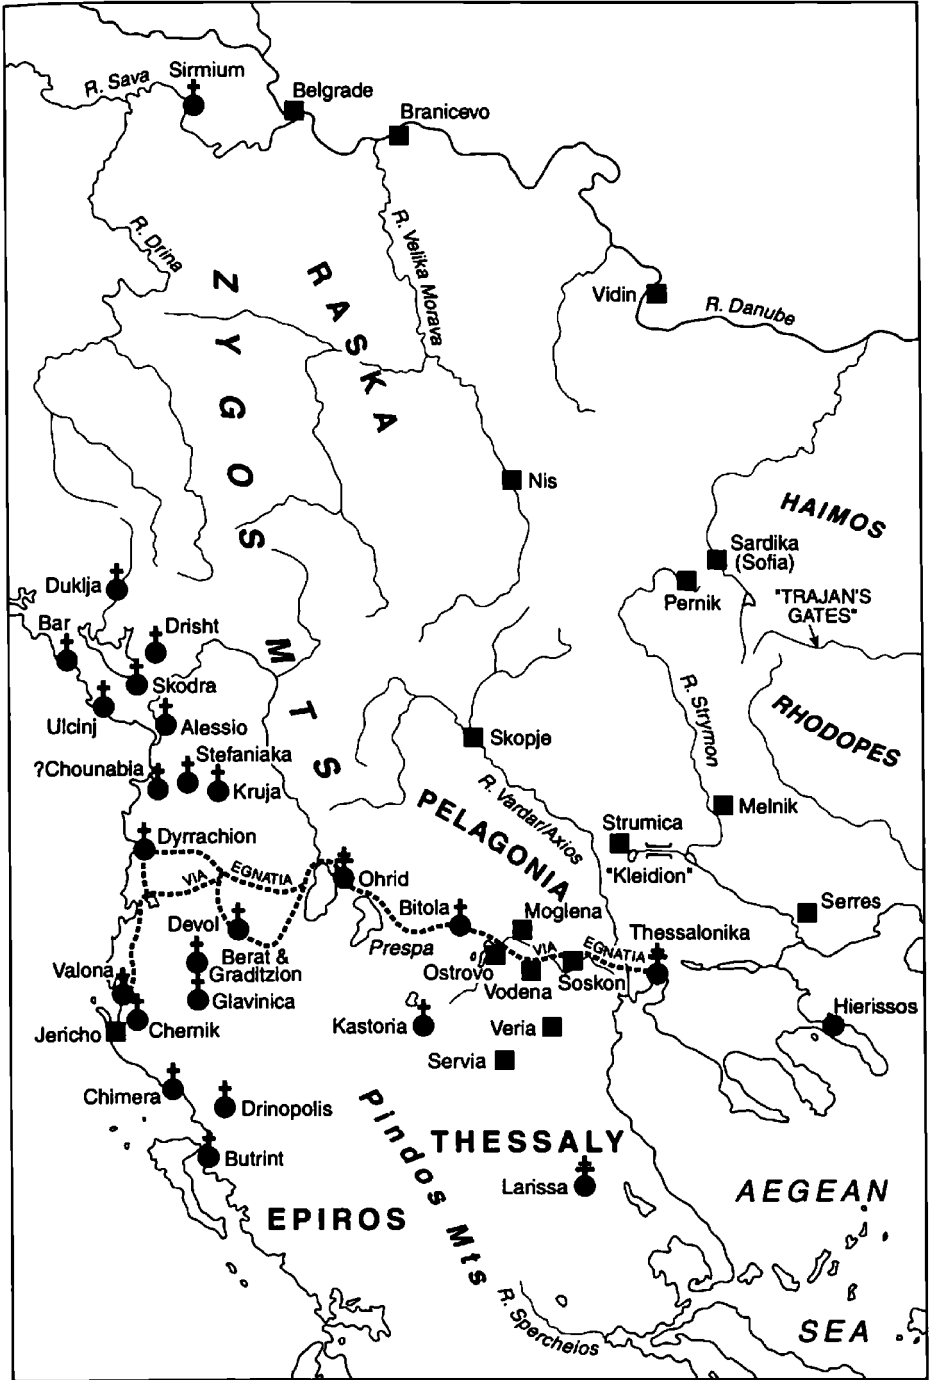 Sirmium
R. Sava
Belgrade
Branicevo
R. Drina
R. Velika Morava
ZYGOS MTS
RASKA
Vidin
R. Danube
Nis
HAIMOS
Sardika
(Sofia)
Pernik
"TRAJAN'S
GATES"
Duklja
Bar
Drisht
Skodra
Ulcinj
Alessio
R. Strymon
RHODOPES
Skopje
Stefaniaka
?Chounabia
Kruja
R. Vardar/Axios
PELAGONIA
Melnik
Strumica
"Kleidion"
Dyrrachion
VIA EGNATIA
Ohrid
Bitola
Moglena
Serres
Devol
Prespa
VIA EGNATIA
Thessalonika
Berat &
Graditzion
Ostrovo
Vodena
Soskon
Valona
Glavinica
Hierissos
Jericho
Chernik
Kastoria
Veria
Servia
Chimera
Drinopolis
Pindos Mts
THESSALY
Butrint
Larissa
AEGEAN
SEA
EPIROS
R. Spercheios